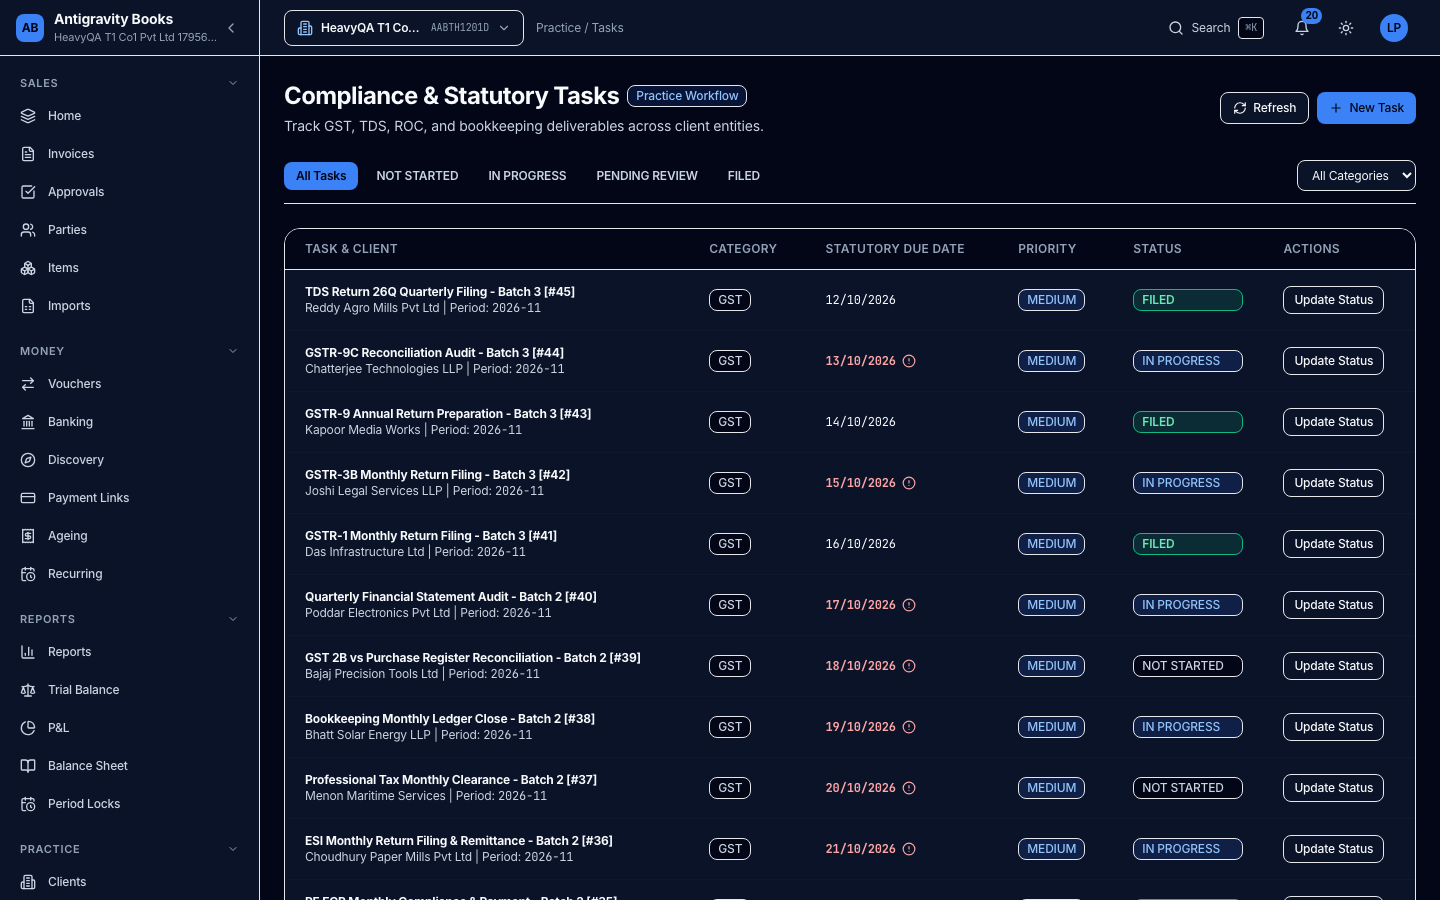 AB
Antigravity Books
HeavyQA T1 Co1 Pvt Ltd 17956...
HeavyQA T1 Co...
AABTH1201D
Practice / Tasks
Search
⌘K
20
LP
SALES
Home
Invoices
Approvals
Parties
Items
Imports
MONEY
Vouchers
Banking
Discovery
Payment Links
Ageing
Recurring
REPORTS
Reports
Trial Balance
P&L
Balance Sheet
Period Locks
PRACTICE
Clients
Compliance & Statutory Tasks
Practice Workflow
Track GST, TDS, ROC, and bookkeeping deliverables across client entities.
Refresh
New Task
All Tasks
NOT STARTED
IN PROGRESS
PENDING REVIEW
FILED
All Categories
TASK & CLIENT CATEGORY STATUTORY DUE DATE PRIORITY STATUS ACTIONS
TDS Return 26Q Quarterly Filing - Batch 3 [#45]
Reddy Agro Mills Pvt Ltd | Period: 2026-11
GST 12/10/2026 MEDIUM FILED Update Status
GSTR-9C Reconciliation Audit - Batch 3 [#44]
Chatterjee Technologies LLP | Period: 2026-11
GST 13/10/2026 MEDIUM IN PROGRESS Update Status
GSTR-9 Annual Return Preparation - Batch 3 [#43]
Kapoor Media Works | Period: 2026-11
GST 14/10/2026 MEDIUM FILED Update Status
GSTR-3B Monthly Return Filing - Batch 3 [#42]
Joshi Legal Services LLP | Period: 2026-11
GST 15/10/2026 MEDIUM IN PROGRESS Update Status
GSTR-1 Monthly Return Filing - Batch 3 [#41]
Das Infrastructure Ltd | Period: 2026-11
GST 16/10/2026 MEDIUM FILED Update Status
Quarterly Financial Statement Audit - Batch 2 [#40]
Poddar Electronics Pvt Ltd | Period: 2026-11
GST 17/10/2026 MEDIUM IN PROGRESS Update Status
GST 2B vs Purchase Register Reconciliation - Batch 2 [#39]
Bajaj Precision Tools Ltd | Period: 2026-11
GST 18/10/2026 MEDIUM NOT STARTED Update Status
Bookkeeping Monthly Ledger Close - Batch 2 [#38]
Bhatt Solar Energy LLP | Period: 2026-11
GST 19/10/2026 MEDIUM IN PROGRESS Update Status
Professional Tax Monthly Clearance - Batch 2 [#37]
Menon Maritime Services | Period: 2026-11
GST 20/10/2026 MEDIUM NOT STARTED Update Status
ESI Monthly Return Filing & Remittance - Batch 2 [#36]
Choudhury Paper Mills Pvt Ltd | Period: 2026-11
GST 21/10/2026 MEDIUM IN PROGRESS Update Status